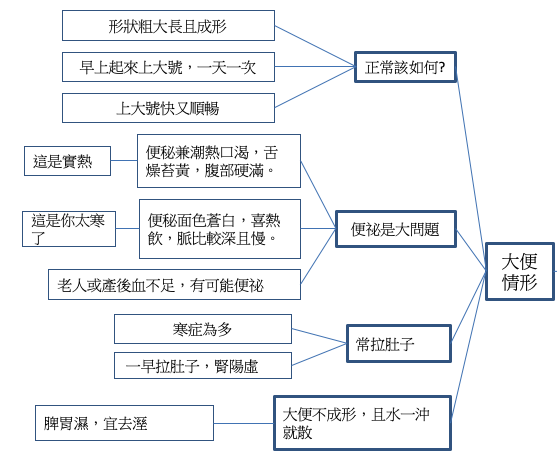 形狀粗大長且成形
早上起來上大號，一天一次
上大號快又順暢
正常該如何?
這是實熱
便秘兼潮熱口渴，舌
燥苔黃，腹部硬滿。
這是你太寒
了
便秘面色蒼白，喜熱
飲，脈比較深且慢。
老人或產後血不足，有可能便祕
便祕是大問題
大便
情形
寒症為多
一早拉肚子，腎陽虛
常拉肚子
脾胃濕，宜去溼
大便不成形，且水一沖
就散